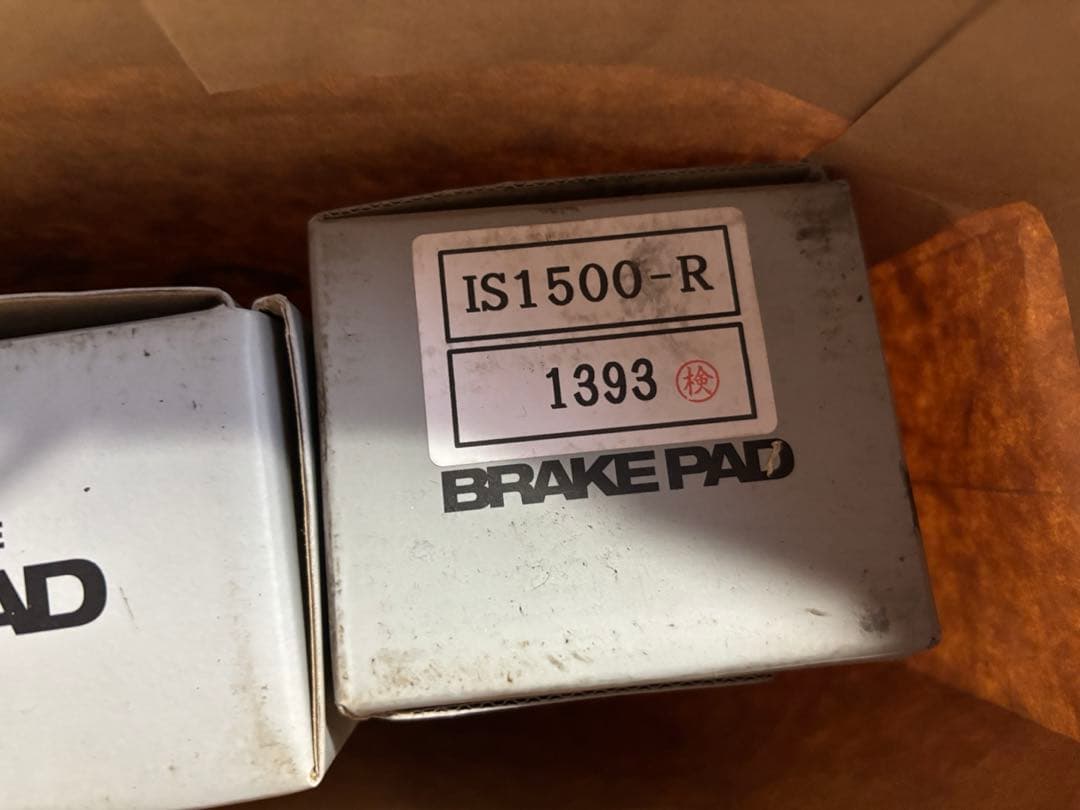 IS1500-R
1393 検
BRAKE PAD
E
AD